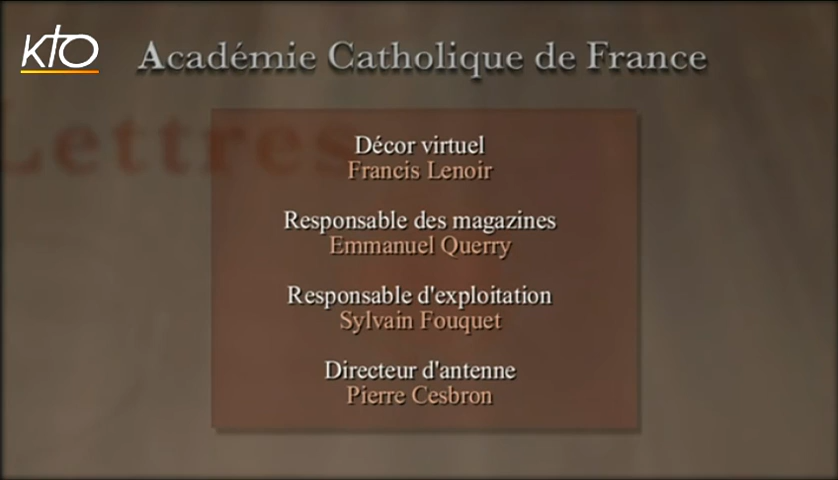 KTO
Académie Catholique de France
Lettres
Décor virtuel
Francis Lenoir
Responsable des magazines
Emmanuel Querry
Responsable d'exploitation
Sylvain Fouquet
Directeur d'antenne
Pierre Cesbron